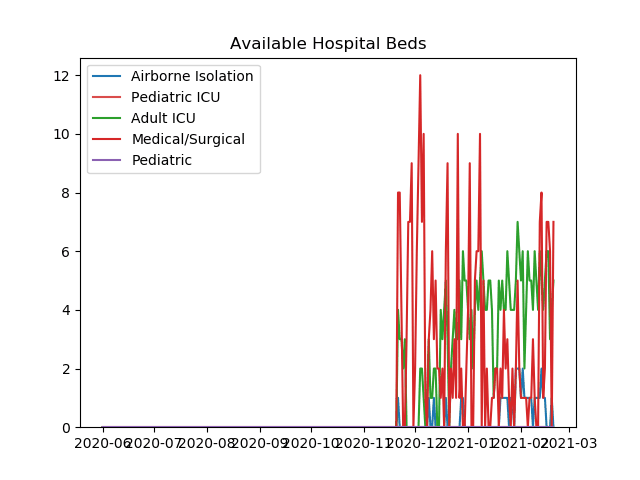 Available Hospital Beds
Airborne Isolation
Pediatric ICU
Adult ICU
Medical/Surgical
Pediatric
12
10
8
6
4
2
0
2020-06 2020-07 2020-08 2020-09 2020-10 2020-11 2020-12 2021-01 2021-02 2021-03